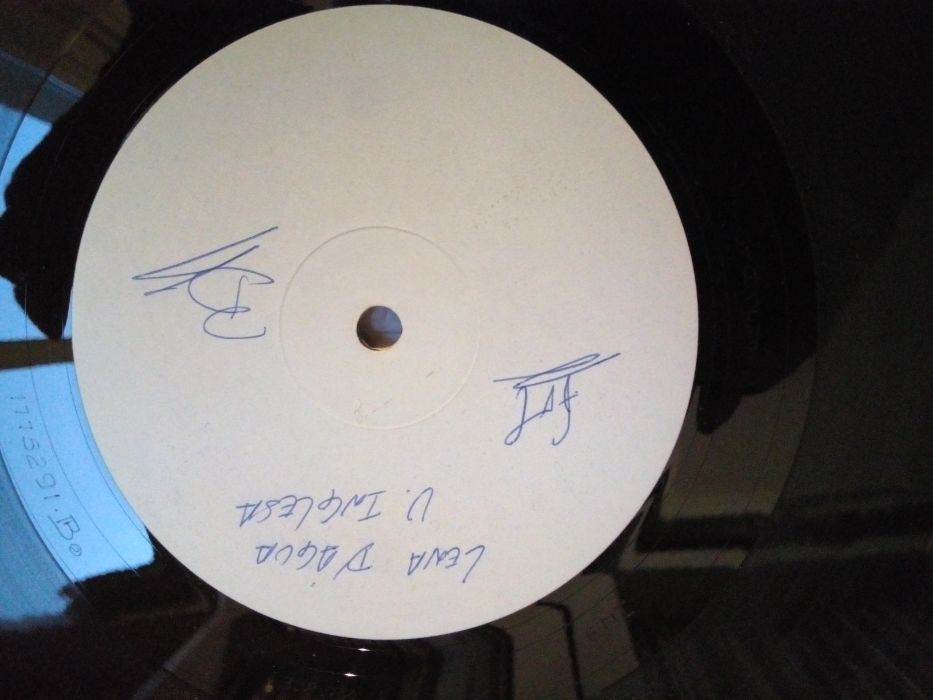 LENA D'ÁGUA
V. INGLESA
B
1775291.B